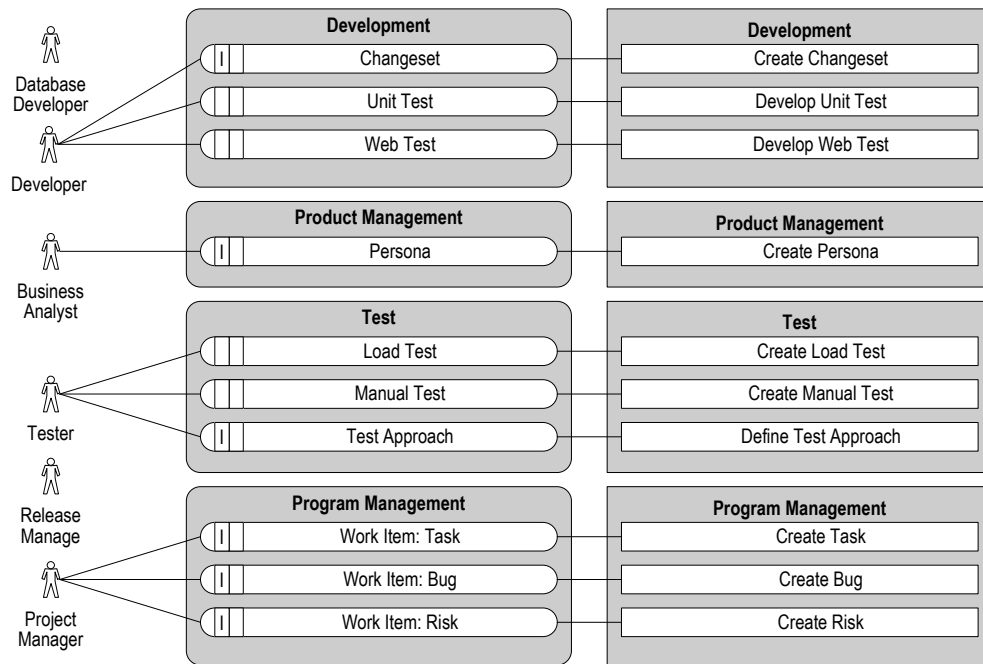 Database
Developer
Developer
Business
Analyst
Tester
Release
Manage
Project
Manager
Development
I Changeset
Unit Test
Web Test
Product Management
I Persona
Test
Load Test
Manual Test
I Test Approach
Program Management
I Work Item: Task
I Work Item: Bug
I Work Item: Risk
Development
Create Changeset
Develop Unit Test
Develop Web Test
Product Management
Create Persona
Test
Create Load Test
Create Manual Test
Define Test Approach
Program Management
Create Task
Create Bug
Create Risk